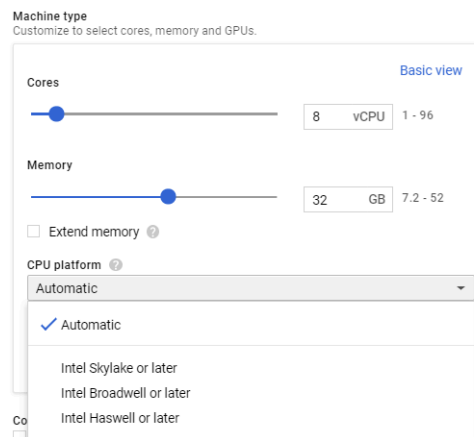 Machine type
Customize to select cores, memory and GPUs.
Basic view
Cores
8 vCPU 1 - 96
Memory
32 GB 7.2 - 52
Extend memory ?
CPU platform ?
Automatic
Automatic
Intel Skylake or later
Intel Broadwell or later
Intel Haswell or later
Co